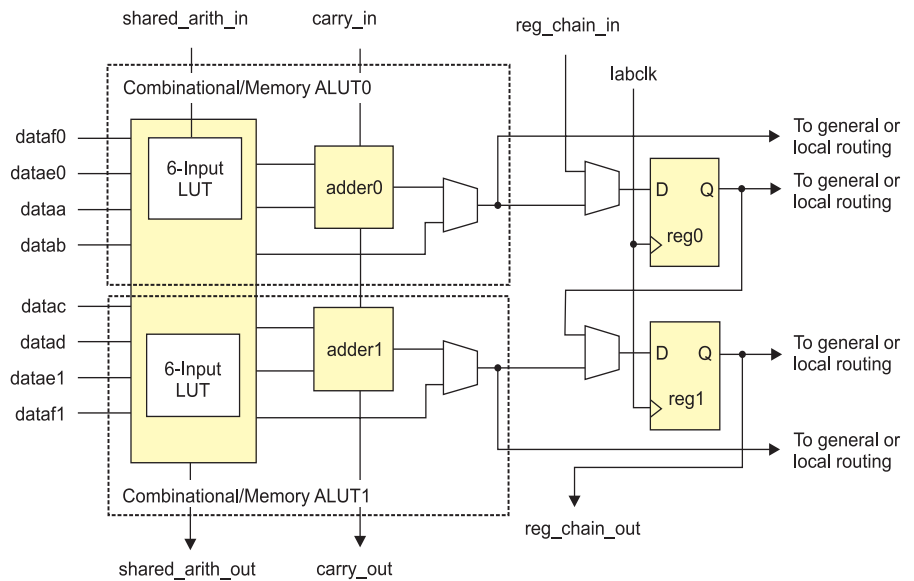 shared_arith_in
carry_in
reg_chain_in
labclk
Combinational/Memory ALUT0
dataf0
datae0
dataa
datab
6-Input
LUT
adder0
D Q
reg0
To general or
local routing
To general or
local routing
datac
datad
datae1
dataf1
6-Input
LUT
adder1
D Q
reg1
To general or
local routing
To general or
local routing
Combinational/Memory ALUT1
reg_chain_out
shared_arith_out
carry_out